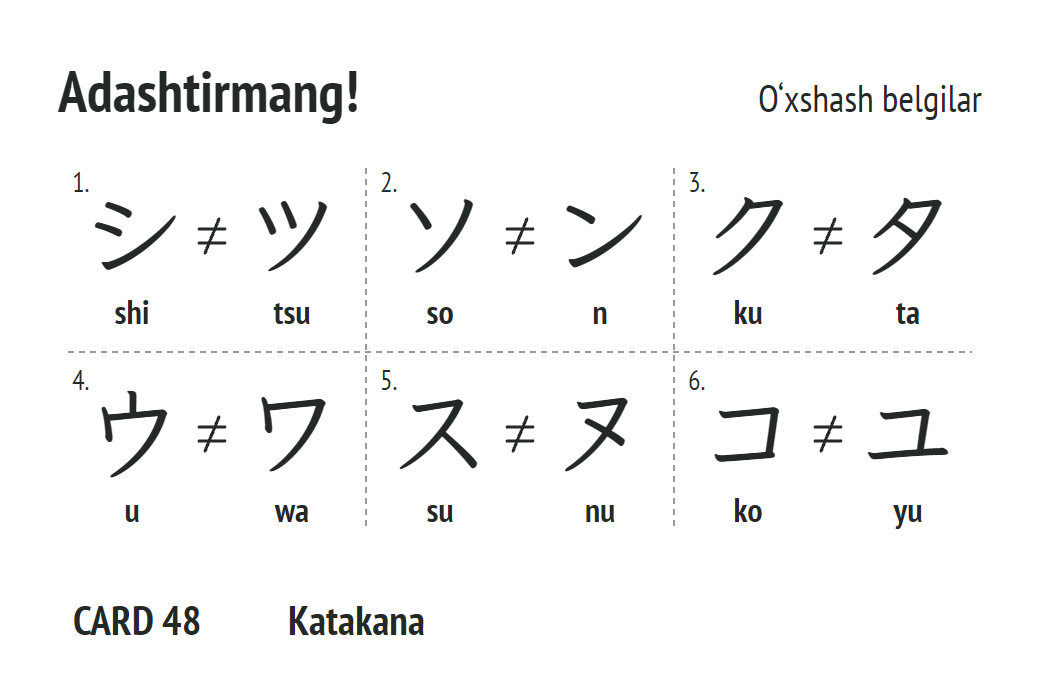 Adashtirmang!
O‘xshash belgilar
1. シ ≠ ツ
shi tsu
2. ソ ≠ ン
so n
3. ク ≠ タ
ku ta
4. ウ ≠ ワ
u wa
5. ス ≠ ヌ
su nu
6. コ ≠ ユ
ko yu
CARD 48 Katakana